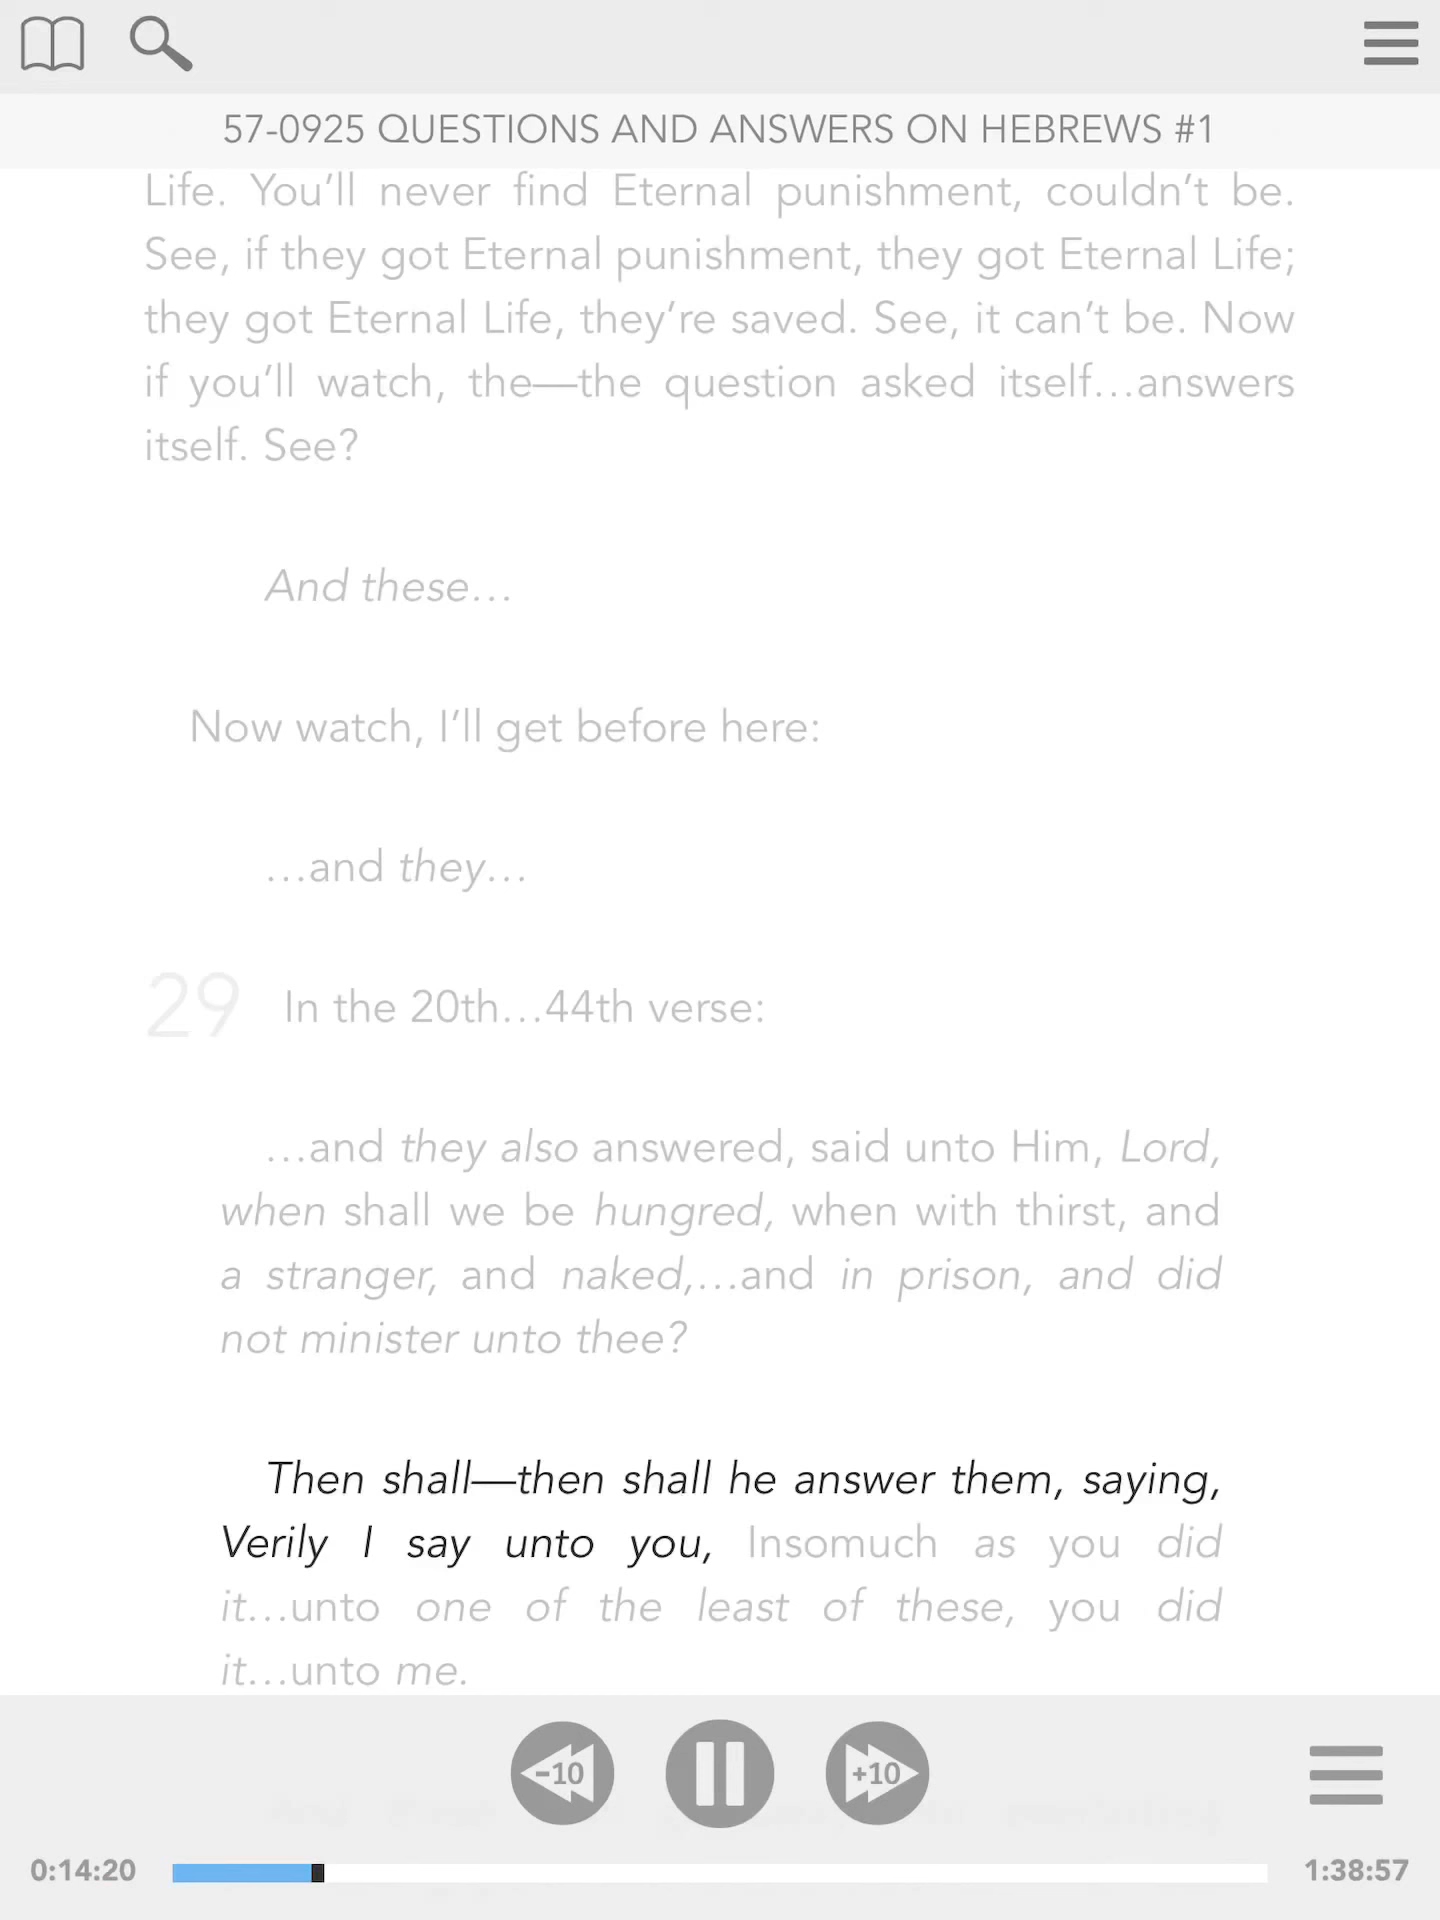 57-0925 QUESTIONS AND ANSWERS ON HEBREWS #1
Life. You’ll never find Eternal punishment, couldn’t be.
See, if they got Eternal punishment, they got Eternal Life;
they got Eternal Life, they’re saved. See, it can’t be. Now
if you’ll watch, the—the question asked itself…answers
itself. See?
And these…
Now watch, I’ll get before here:
…and they…
29 In the 20th…44th verse:
…and they also answered, said unto Him, Lord,
when shall we be hungred, when with thirst, and
a stranger, and naked,…and in prison, and did
not minister unto thee?
Then shall—then shall he answer them, saying,
Verily I say unto you, Insomuch as you did
it…unto one of the least of these, you did
it…unto me.
-10 +10
0:14:20 1:38:57